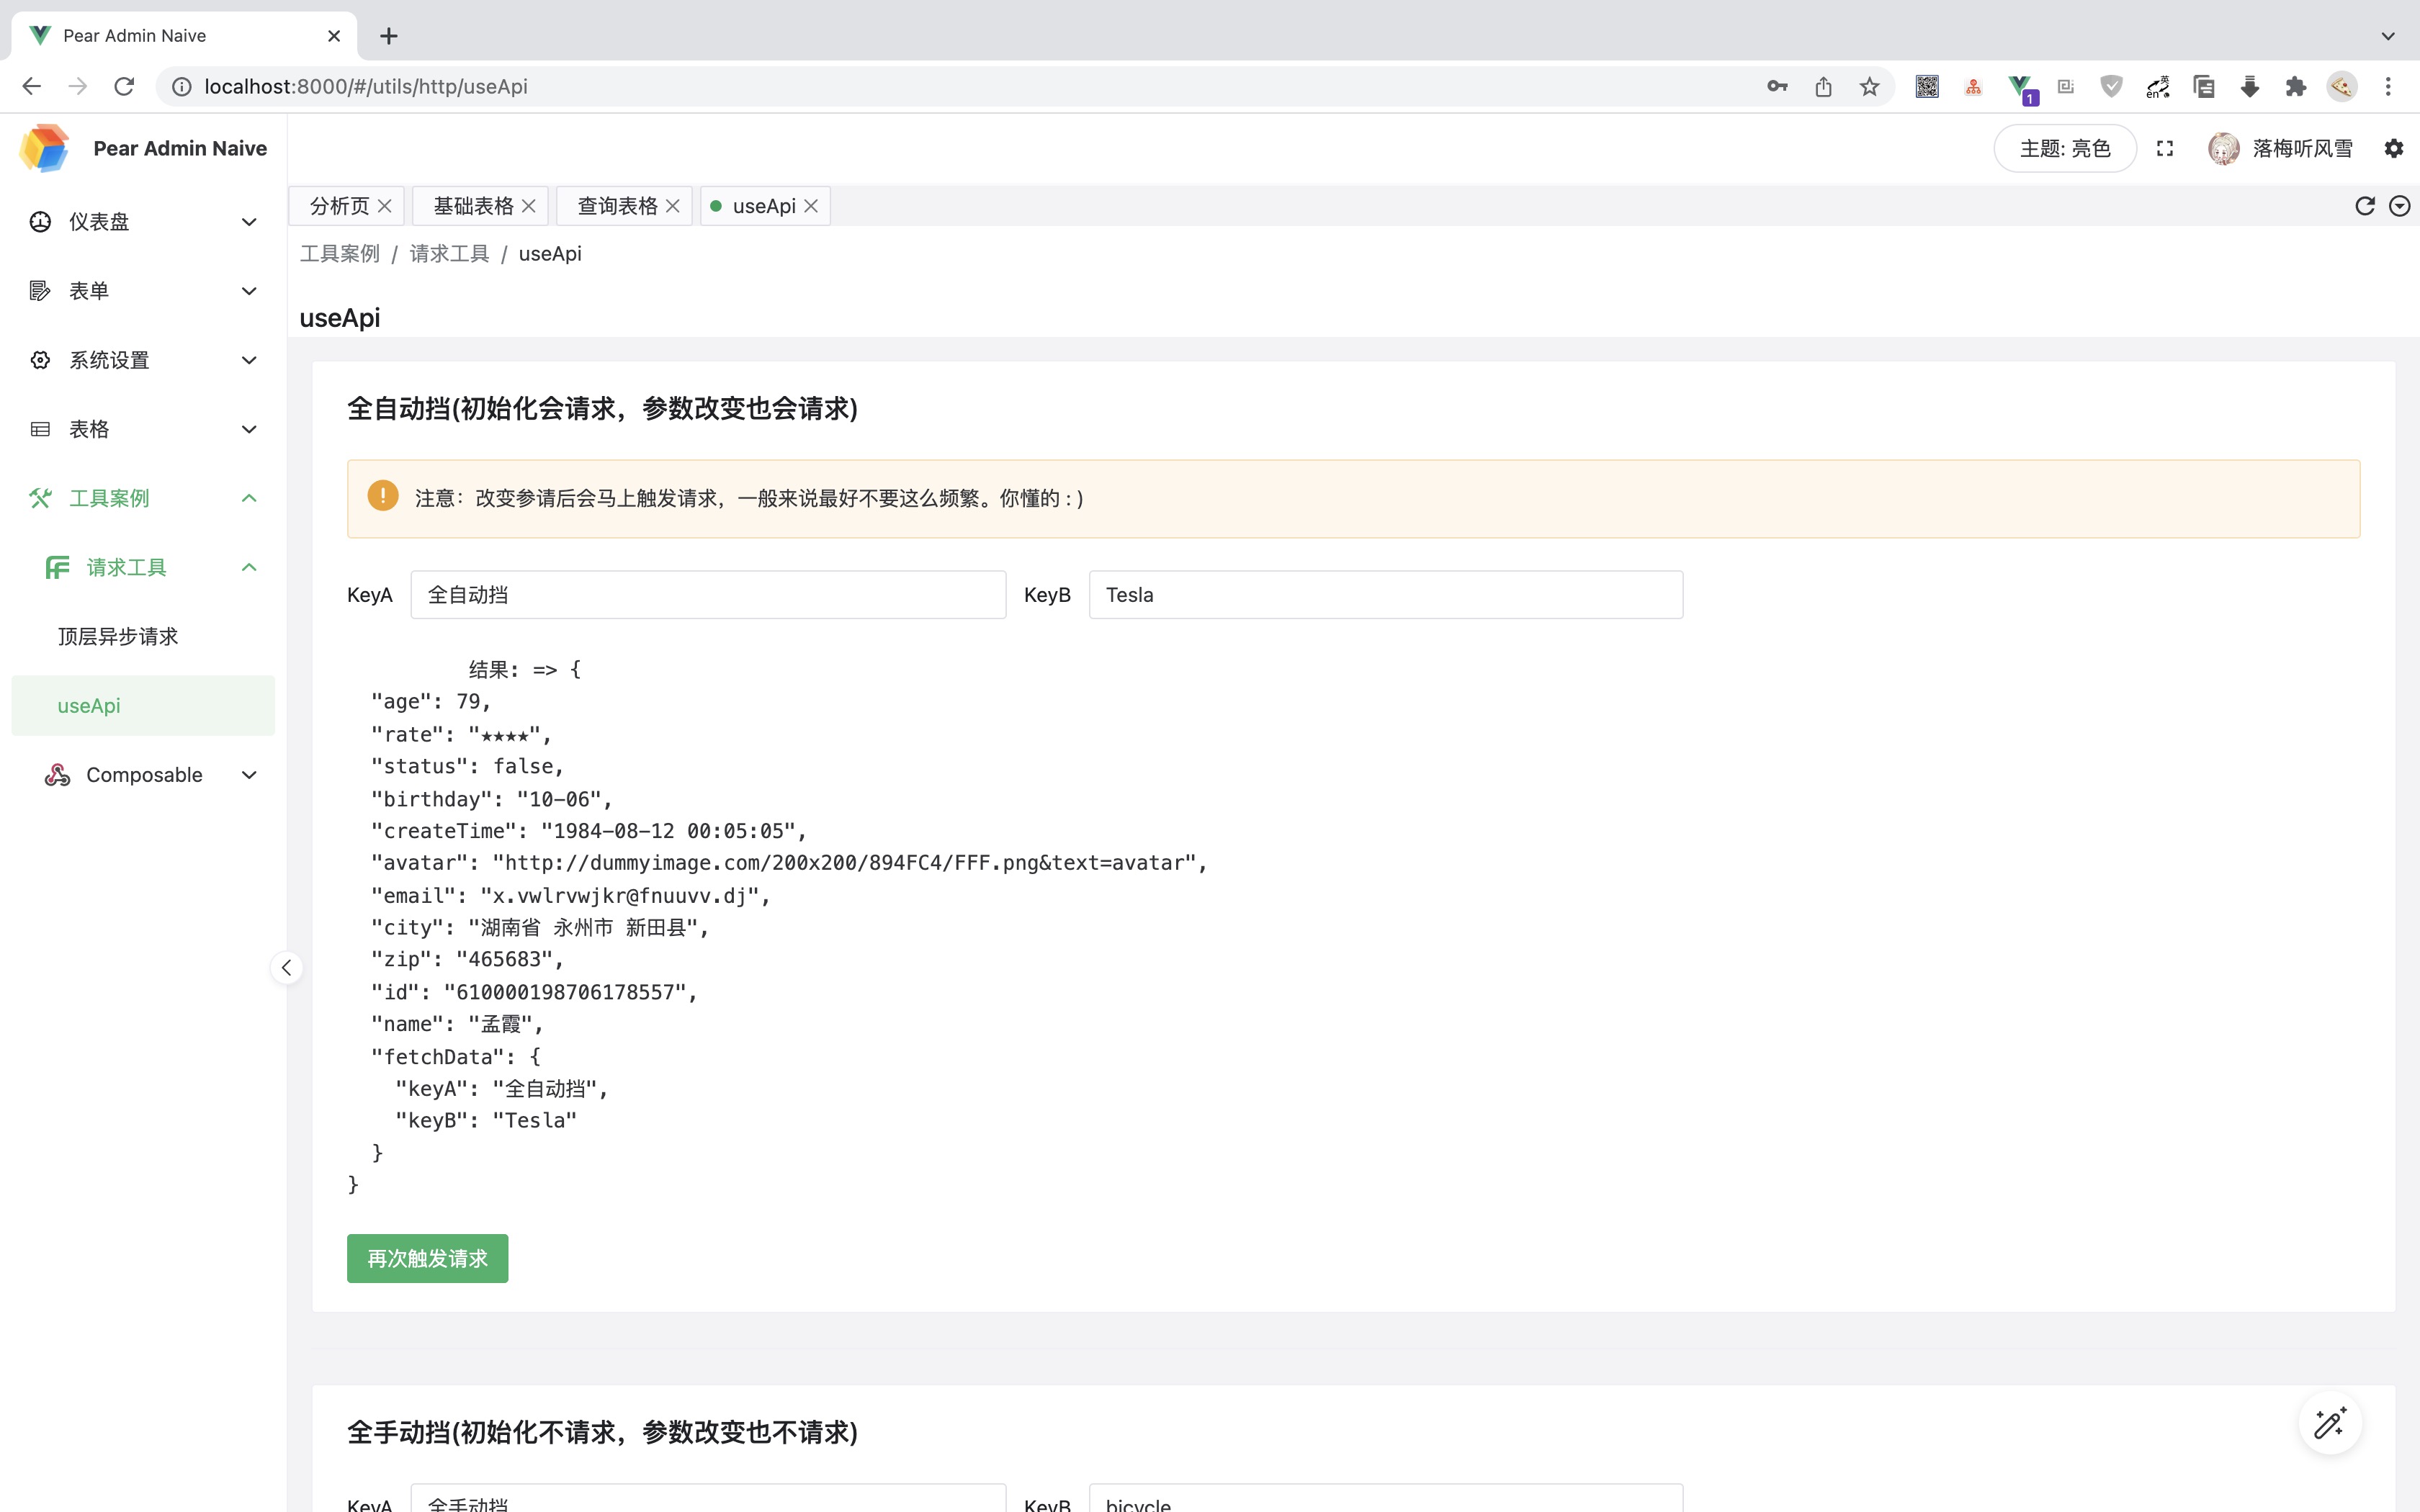 Pear Admin Naive
localhost:8000/#/utils/http/useApi
1
英
en
Pear Admin Naive
主题: 亮色
落梅听风雪
仪表盘
表单
系统设置
表格
工具案例
请求工具
顶层异步请求
useApi
Composable
分析页
基础表格
查询表格
useApi
工具案例 / 请求工具 / useApi
useApi
全自动挡(初始化会请求，参数改变也会请求)
注意：改变参请后会马上触发请求，一般来说最好不要这么频繁。你懂的 : )
KeyA 全自动挡 KeyB Tesla
结果: => {
"age": 79,
"rate": "★★★★",
"status": false,
"birthday": "10-06",
"createTime": "1984-08-12 00:05:05",
"avatar": "http://dummyimage.com/200x200/894FC4/FFF.png&text=avatar",
"email": "x.vwlrvwjkr@fnuuvv.dj",
"city": "湖南省 永州市 新田县",
"zip": "465683",
"id": "610000198706178557",
"name": "孟霞",
"fetchData": {
"keyA": "全自动挡",
"keyB": "Tesla"
}
}
再次触发请求
全手动挡(初始化不请求，参数改变也不请求)
KeyA 全手动挡 KeyB bicycle